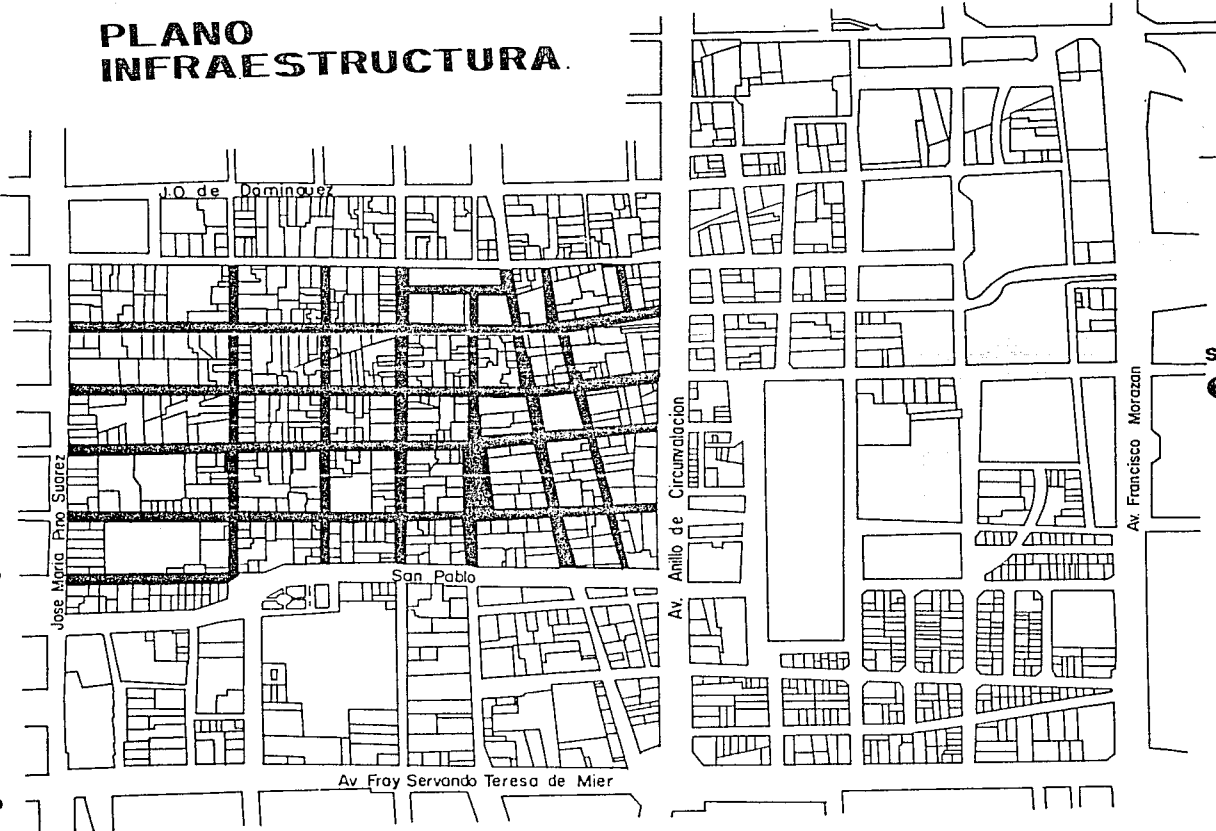 PLANO
INFRAESTRUCTURA.
J.O. de Dominguez
Jose Maria Pino Suarez
San Pablo
Av. Anillo de Circunvalacion
Av. Francisco Morazan
Av Fray Servando Teresa de Mier
S